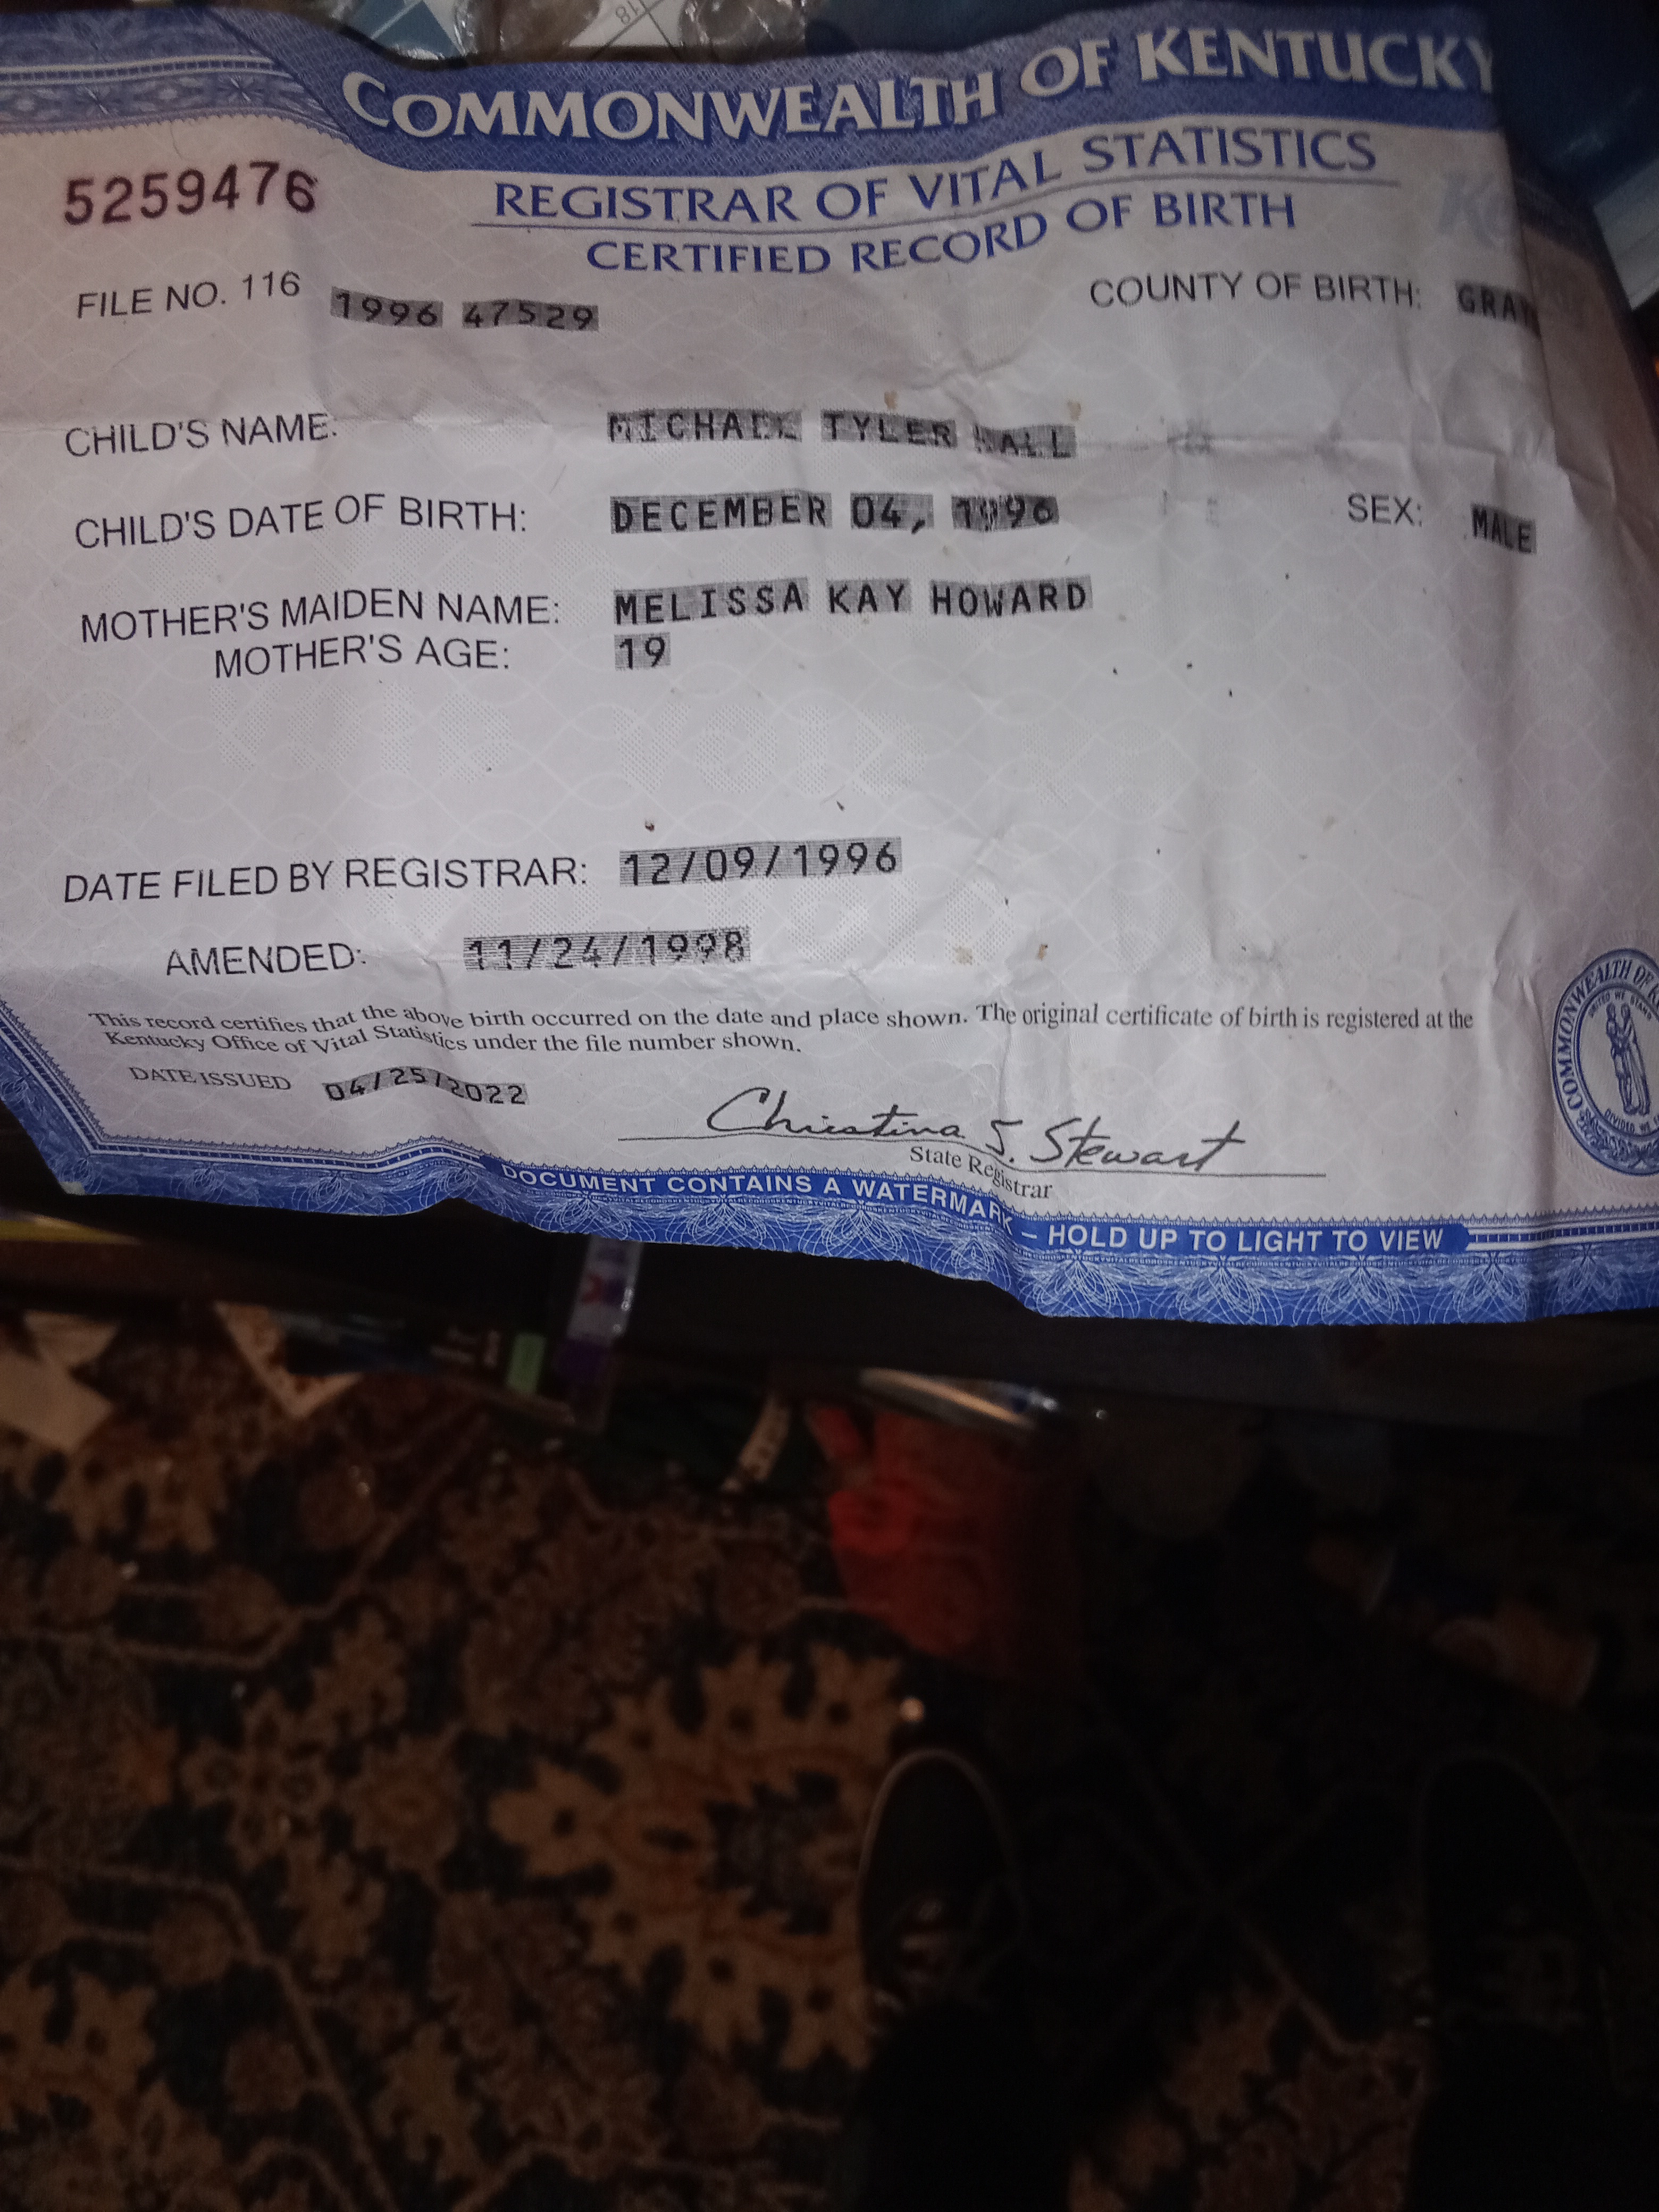 COMMONWEALTH OF KENTUCKY
5259476
REGISTRAR OF VITAL STATISTICS
CERTIFIED RECORD OF BIRTH
FILE NO. 116 1996 47529 COUNTY OF BIRTH:
CHILD'S NAME: MICHAEL TYLER
CHILD'S DATE OF BIRTH: DECEMBER 04, 1996 SEX: MALE
MOTHER'S MAIDEN NAME: MELISSA KAY HOWARD
MOTHER'S AGE: 19
DATE FILED BY REGISTRAR: 12/09/1996
AMENDED: 11/24/1998
This record certifies that the above birth occurred on the date and place shown. The original certificate of birth is registered at the
Kentucky Office of Vital Statistics under the file number shown.
DATE ISSUED 04/25/2022
Christina S. Stewart
State Registrar
DOCUMENT CONTAINS A WATERMARK – HOLD UP TO LIGHT TO VIEW
COMMONWEALTH OF